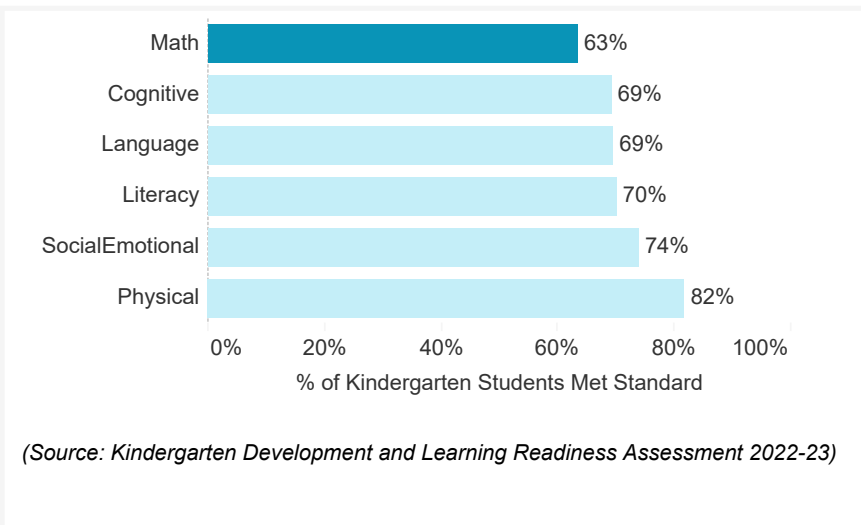 Math 63%
Cognitive 69%
Language 69%
Literacy 70%
SocialEmotional 74%
Physical 82%
0% 20% 40% 60% 80% 100%
% of Kindergarten Students Met Standard
(Source: Kindergarten Development and Learning Readiness Assessment 2022-23)